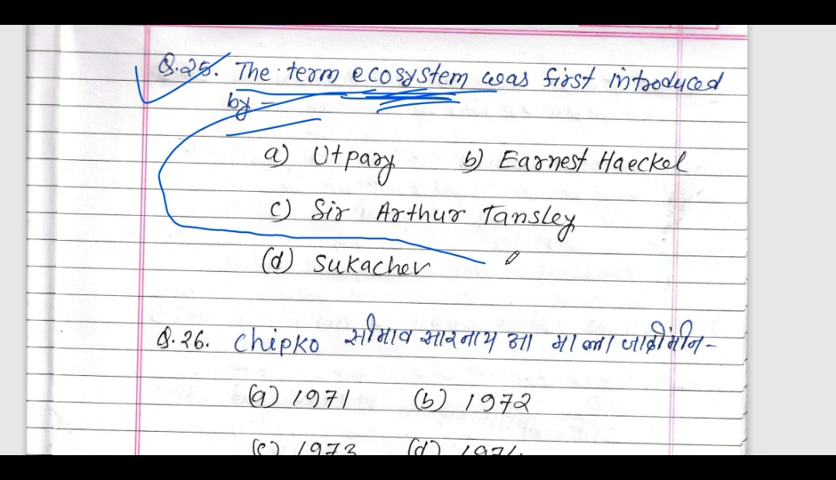 Q.25. The term ecosystem was first introduced
by -
a) Utpary b) Earnest Haeckel
c) Sir Arthur Tansley
(d) Sukachev
Q.26. Chipko
(a) 1971 (b) 1972
(c) 1973 (d)